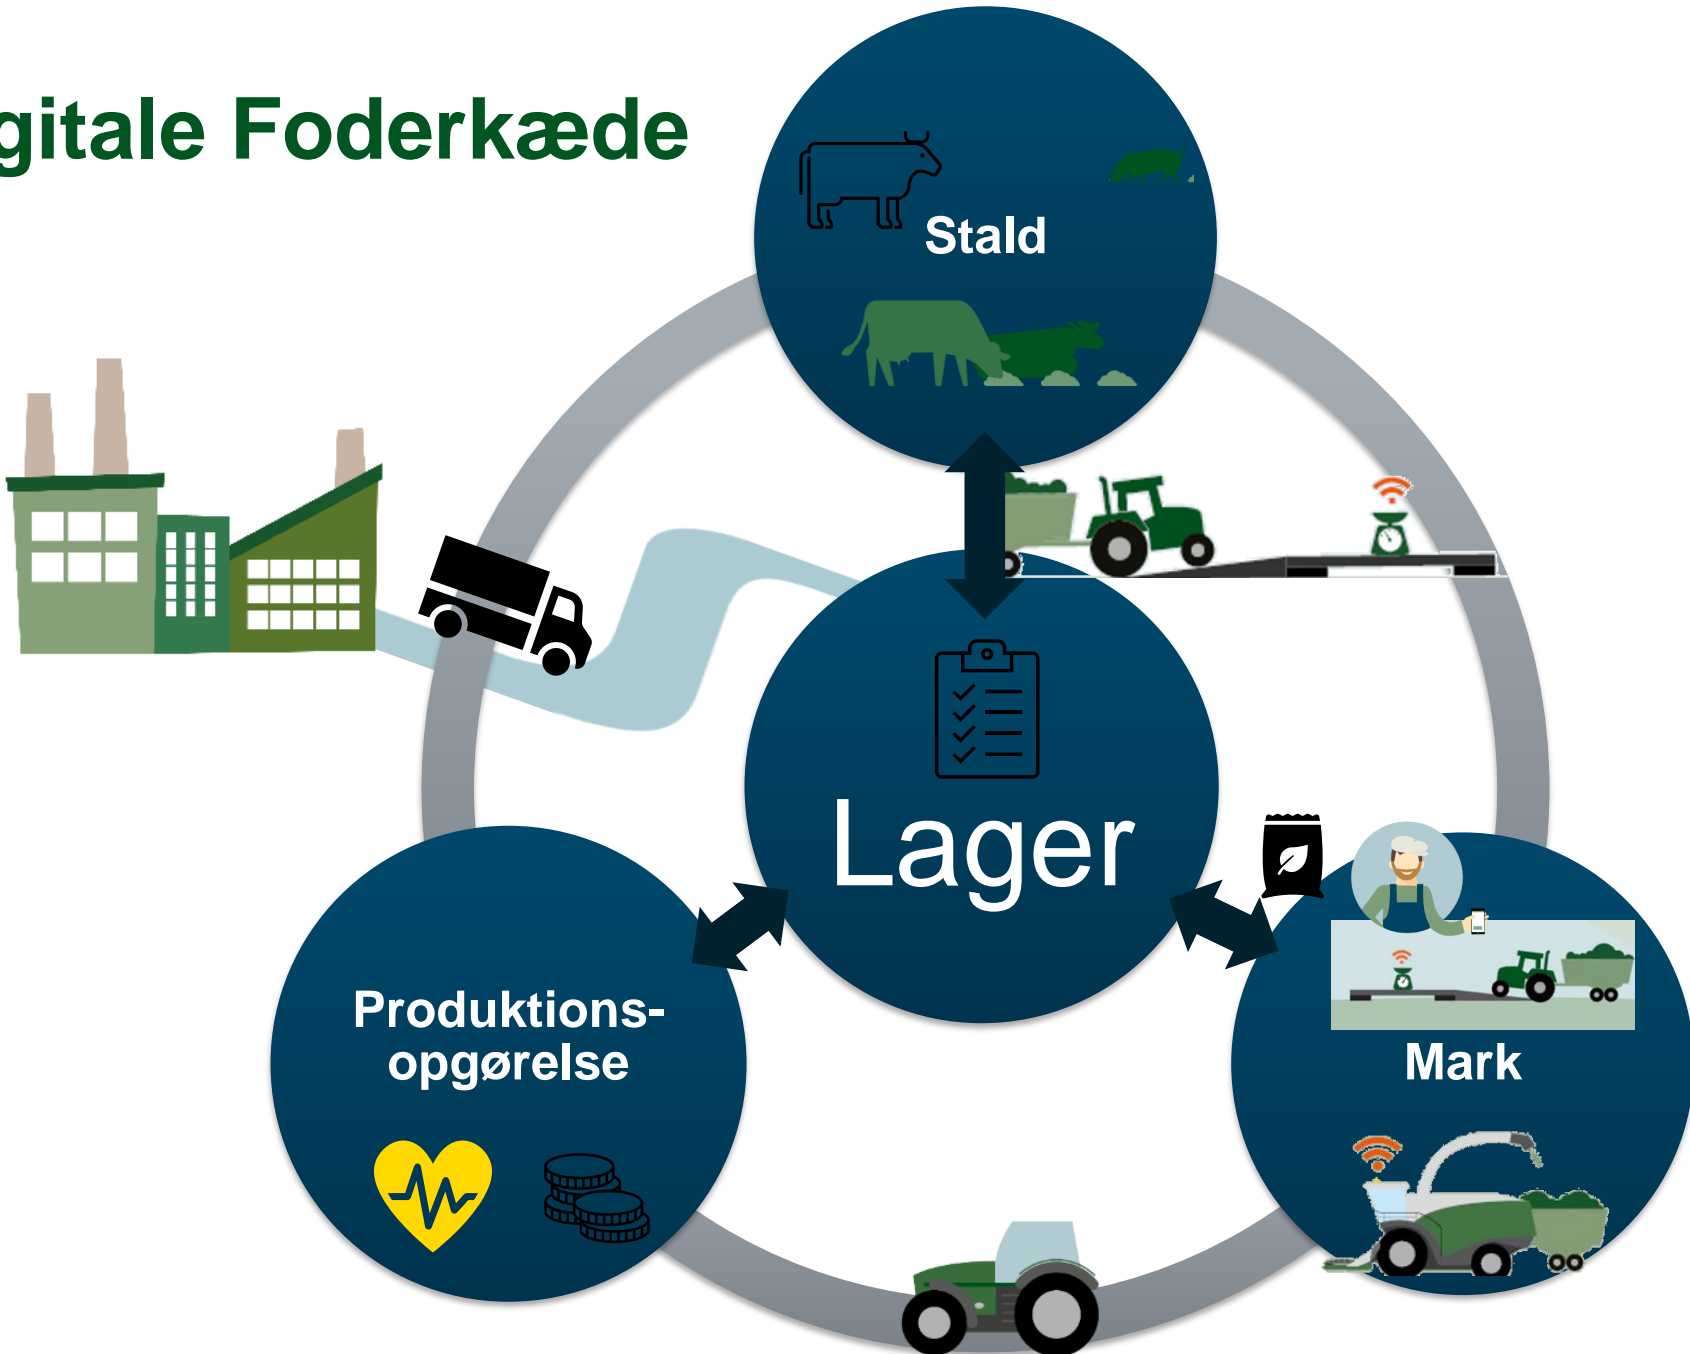 gitale Foderkæde
Stald
Lager
Produktions-
opgørelse
Mark